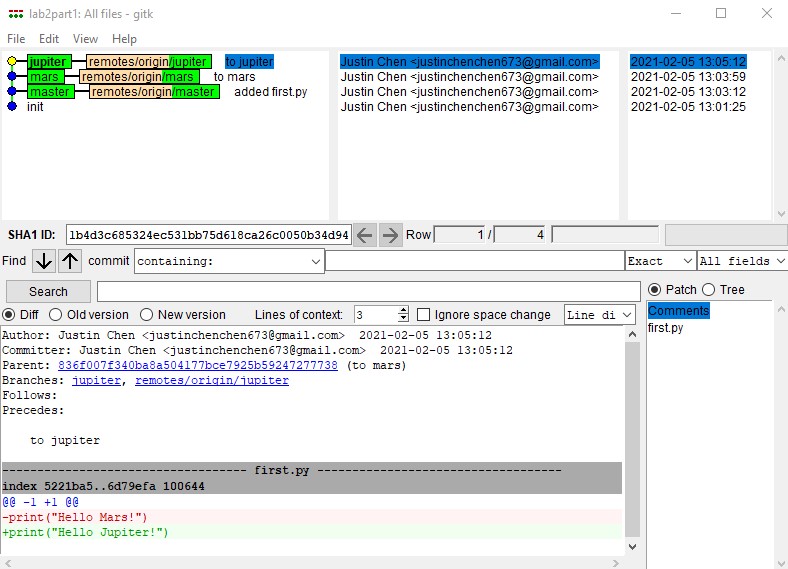 lab2part1: All files - gitk
File Edit View Help
jupiter remotes/origin/jupiter to jupiter Justin Chen <justinchenchen673@gmail.com> 2021-02-05 13:05:12
mars remotes/origin/mars to mars Justin Chen <justinchenchen673@gmail.com> 2021-02-05 13:03:59
master remotes/origin/master added first.py Justin Chen <justinchenchen673@gmail.com> 2021-02-05 13:03:12
init Justin Chen <justinchenchen673@gmail.com> 2021-02-05 13:01:25
SHA1 ID: 1b4d3c685324ec531bb75d618ca26c0050b34d94 Row 1 / 4
Find commit containing: Exact All fields
Search
Patch Tree
Diff Old version New version Lines of context: 3 Ignore space change Line di
Comments
first.py
Author: Justin Chen <justinchenchen673@gmail.com> 2021-02-05 13:05:12
Committer: Justin Chen <justinchenchen673@gmail.com> 2021-02-05 13:05:12
Parent: 836f007f340ba8a504177bce7925b59247277738 (to mars)
Branches: jupiter, remotes/origin/jupiter
Follows:
Precedes:
to jupiter
----------------------------------- first.py -----------------------------------
index 5221ba5..6d79efa 100644
@@ -1 +1 @@
-print("Hello Mars!")
+print("Hello Jupiter!")